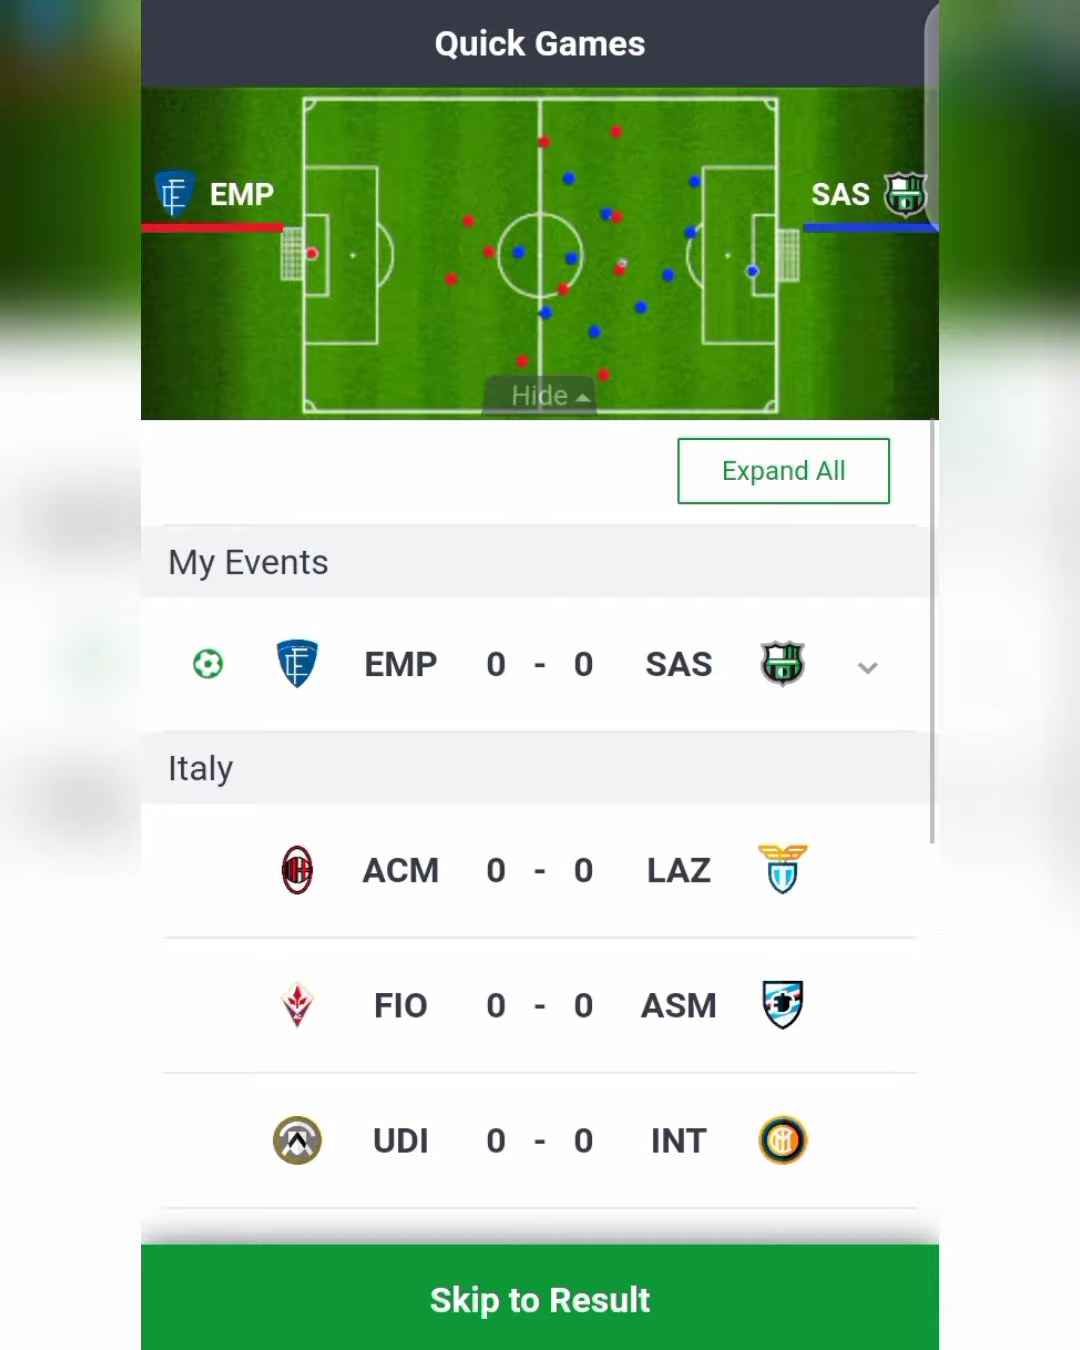 Quick Games
EMP
SAS
Hide
Expand All
My Events
EMP 0 - 0 SAS
Italy
ACM 0 - 0 LAZ
FIO 0 - 0 ASM
UDI 0 - 0 INT
Skip to Result